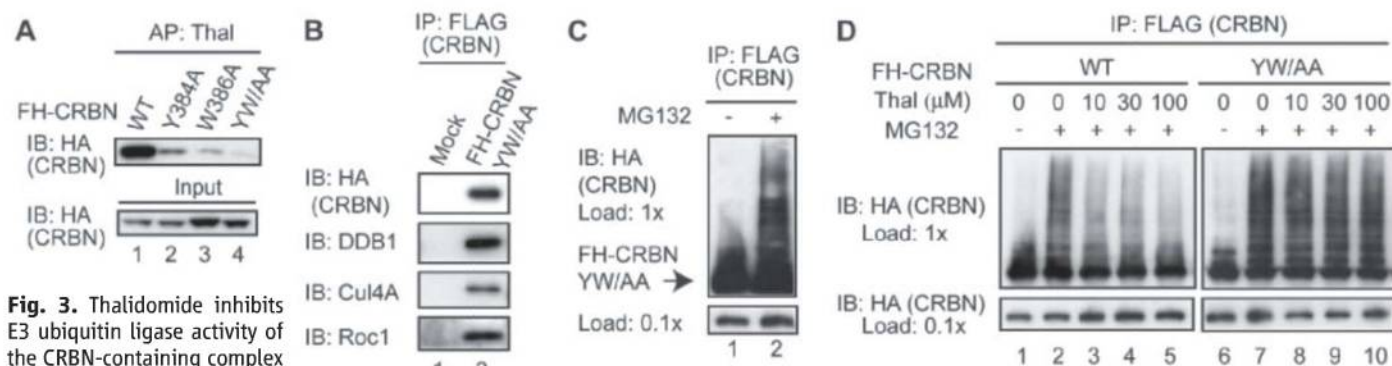 A
AP: Thal
FH-CRBN WT Y384A W386A YW/AA
IB: HA
(CRBN)
Input
IB: HA
(CRBN)
1 2 3 4
Fig. 3. Thalidomide inhibits
E3 ubiquitin ligase activity of
the CRBN-containing complex
B
IP: FLAG
(CRBN)
Mock FH-CRBN YW/AA
IB: HA
(CRBN)
IB: DDB1
IB: Cul4A
IB: Roc1
C
IP: FLAG
(CRBN)
MG132 - +
IB: HA
(CRBN)
Load: 1x
FH-CRBN
YW/AA →
Load: 0.1x
1 2
D
IP: FLAG (CRBN)
FH-CRBN WT YW/AA
Thal (μM) 0 0 10 30 100 0 0 10 30 100
MG132 - + + + + - + + + +
IB: HA (CRBN)
Load: 1x
IB: HA (CRBN)
Load: 0.1x
1 2 3 4 5 6 7 8 9 10